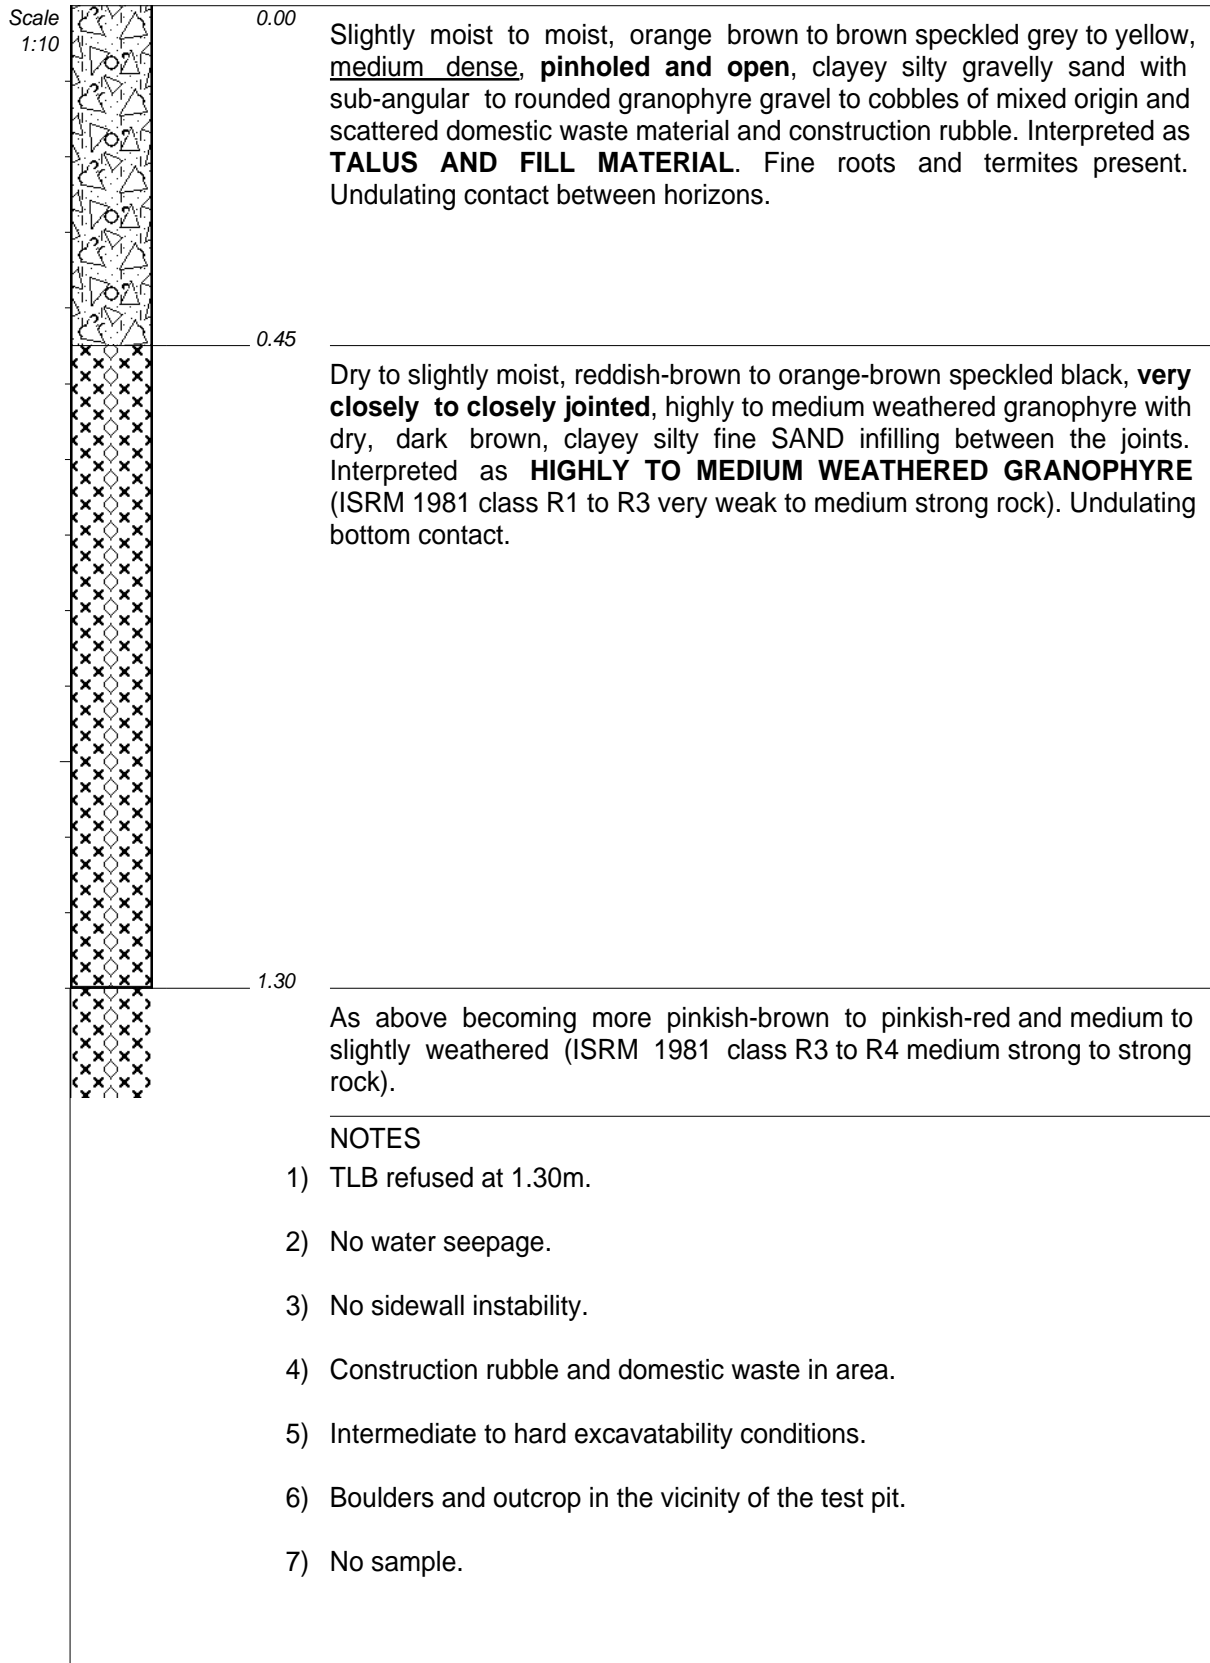 Scale
1:10
0.00
Slightly moist to moist, orange brown to brown speckled grey to yellow,
medium dense, pinholed and open, clayey silty gravelly sand with
sub-angular to rounded granophyre gravel to cobbles of mixed origin and
scattered domestic waste material and construction rubble. Interpreted as
TALUS AND FILL MATERIAL. Fine roots and termites present.
Undulating contact between horizons.
0.45
Dry to slightly moist, reddish-brown to orange-brown speckled black, very
closely to closely jointed, highly to medium weathered granophyre with
dry, dark brown, clayey silty fine SAND infilling between the joints.
Interpreted as HIGHLY TO MEDIUM WEATHERED GRANOPHYRE
(ISRM 1981 class R1 to R3 very weak to medium strong rock). Undulating
bottom contact.
1.30
As above becoming more pinkish-brown to pinkish-red and medium to
slightly weathered (ISRM 1981 class R3 to R4 medium strong to strong
rock).
NOTES
1) TLB refused at 1.30m.
2) No water seepage.
3) No sidewall instability.
4) Construction rubble and domestic waste in area.
5) Intermediate to hard excavatability conditions.
6) Boulders and outcrop in the vicinity of the test pit.
7) No sample.